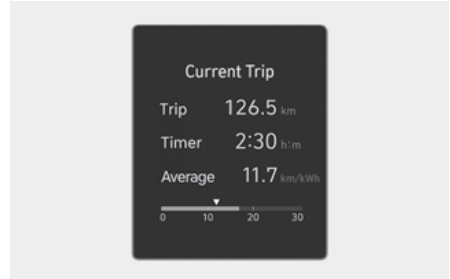 Current Trip
Trip 126.5 km
Timer 2:30 h:m
Average 11.7 km/kWh
0 10 20 30